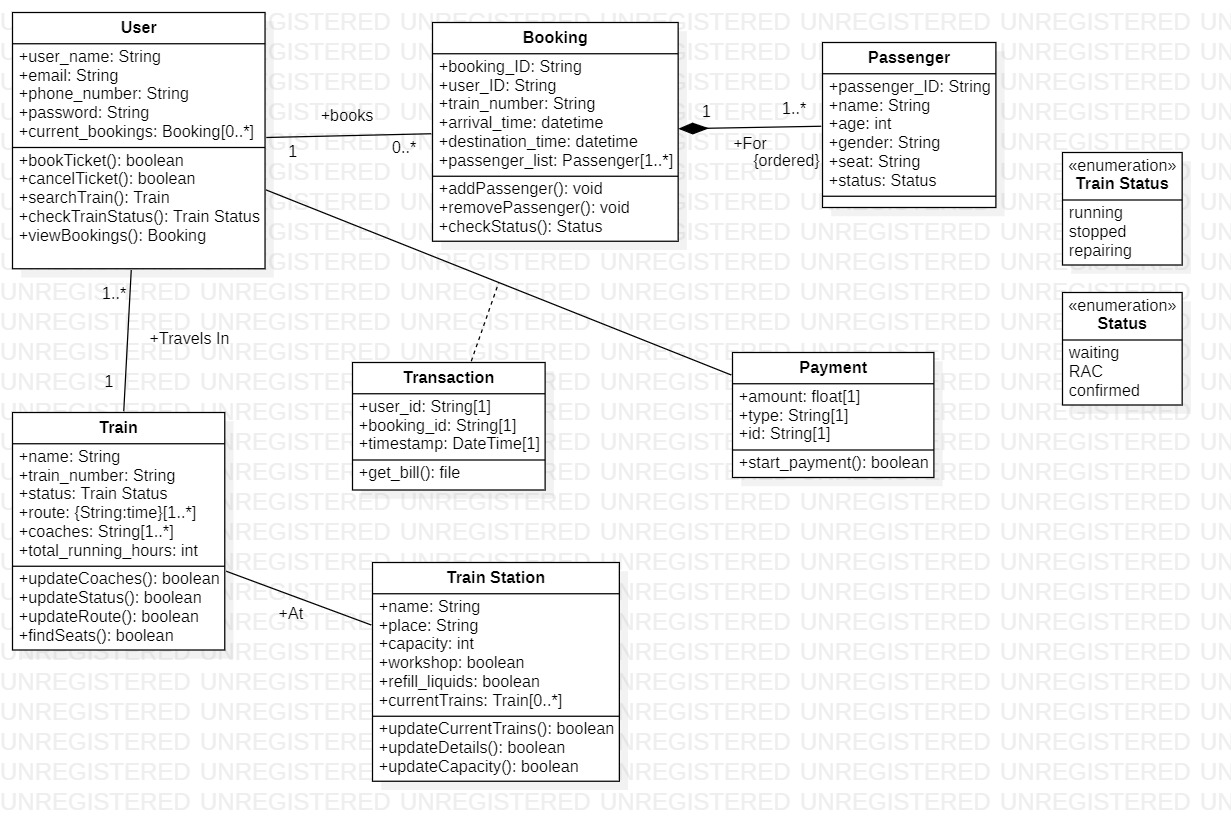 User
+user_name: String
+email: String
+phone_number: String
+password: String
+current_bookings: Booking[0..*]
+bookTicket(): boolean
+cancelTicket(): boolean
+searchTrain(): Train
+checkTrainStatus(): Train Status
+viewBookings(): Booking
+books
1
0..*
Booking
+booking_ID: String
+user_ID: String
+train_number: String
+arrival_time: datetime
+destination_time: datetime
+passenger_list: Passenger[1..*]
+addPassenger(): void
+removePassenger(): void
+checkStatus(): Status
1
1..*
+For
{ordered}
Passenger
+passenger_ID: String
+name: String
+age: int
+gender: String
+seat: String
+status: Status
«enumeration»
Train Status
running
stopped
repairing
«enumeration»
Status
waiting
RAC
confirmed
1..*
+Travels In
1
Transaction
+user_id: String[1]
+booking_id: String[1]
+timestamp: DateTime[1]
+get_bill(): file
Payment
+amount: float[1]
+type: String[1]
+id: String[1]
+start_payment(): boolean
Train
+name: String
+train_number: String
+status: Train Status
+route: {String:time}[1..*]
+coaches: String[1..*]
+total_running_hours: int
+updateCoaches(): boolean
+updateStatus(): boolean
+updateRoute(): boolean
+findSeats(): boolean
+At
Train Station
+name: String
+place: String
+capacity: int
+workshop: boolean
+refill_liquids: boolean
+currentTrains: Train[0..*]
+updateCurrentTrains(): boolean
+updateDetails(): boolean
+updateCapacity(): boolean
UNREGISTERED UNREGISTERED UNREGISTERED UNREGISTERED UNREGISTERED UNREGISTERED